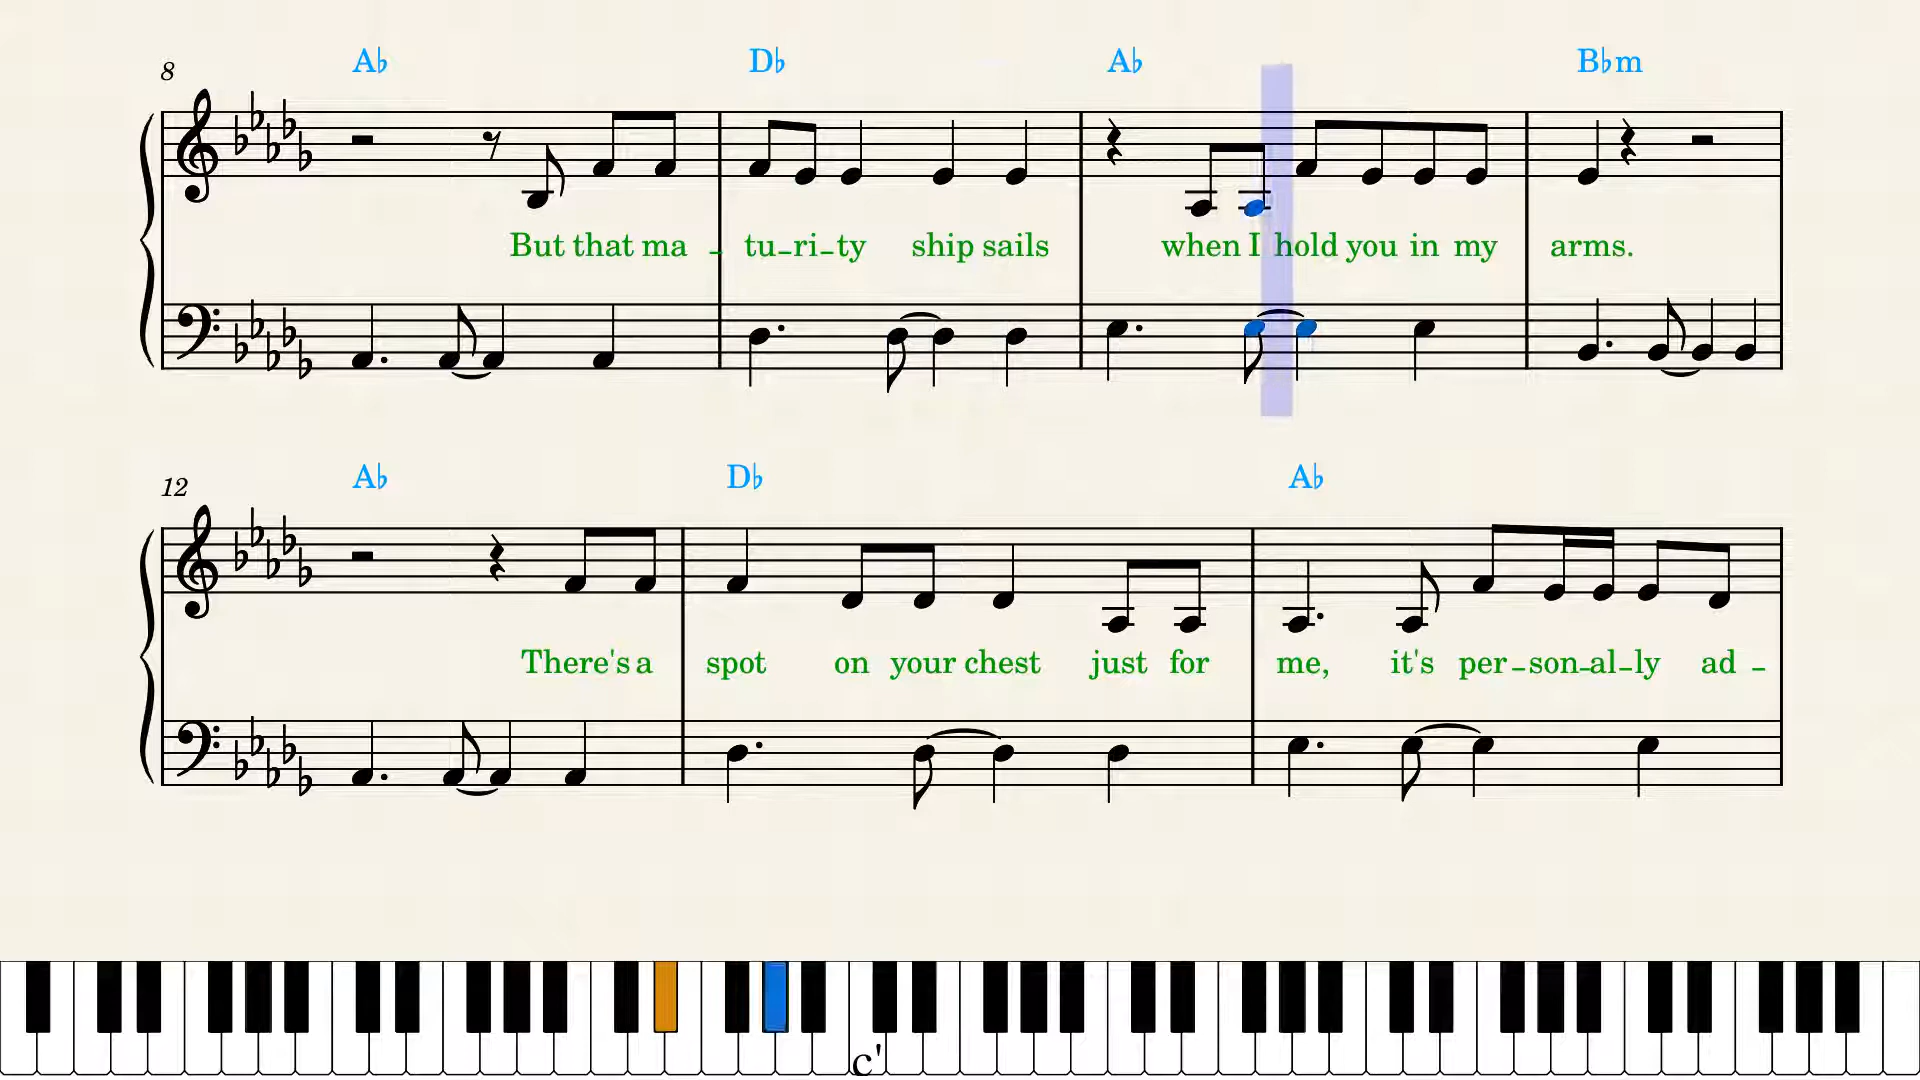 8 A♭ D♭ A♭ B♭m
But that ma - tu-ri-ty ship sails when I hold you in my arms.
12 A♭ D♭ A♭
There's a spot on your chest just for me, it's per-son-al-ly ad -
c'